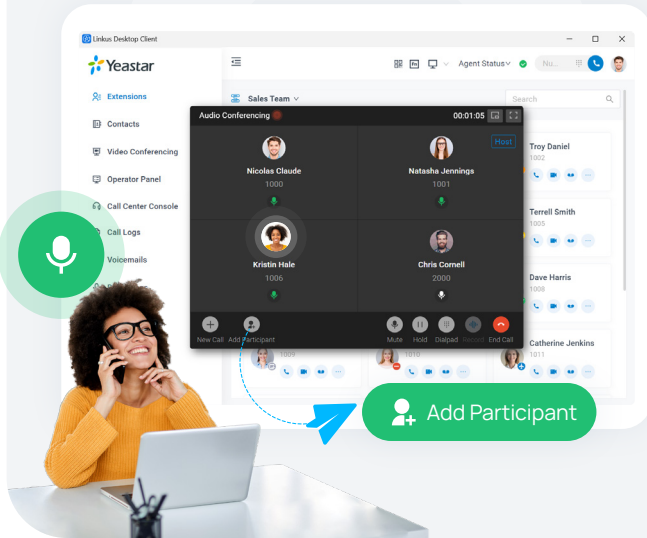 Linkus Desktop Client
Yeastar
Agent Status
Nu...
Extensions
Sales Team
Search
Contacts
Video Conferencing
Operator Panel
Call Center Console
Call Logs
Voicemails
Audio Conferencing
00:01:05
Host
Nicolas Claude
1000
Natasha Jennings
1001
Kristin Hale
1006
Chris Cornell
2000
New Call
Add Participant
Mute
Hold
Dialpad
Record
End Call
Troy Daniel
1002
Terrell Smith
1005
Dave Harris
1008
Catherine Jenkins
1009
1010
1011
Add Participant